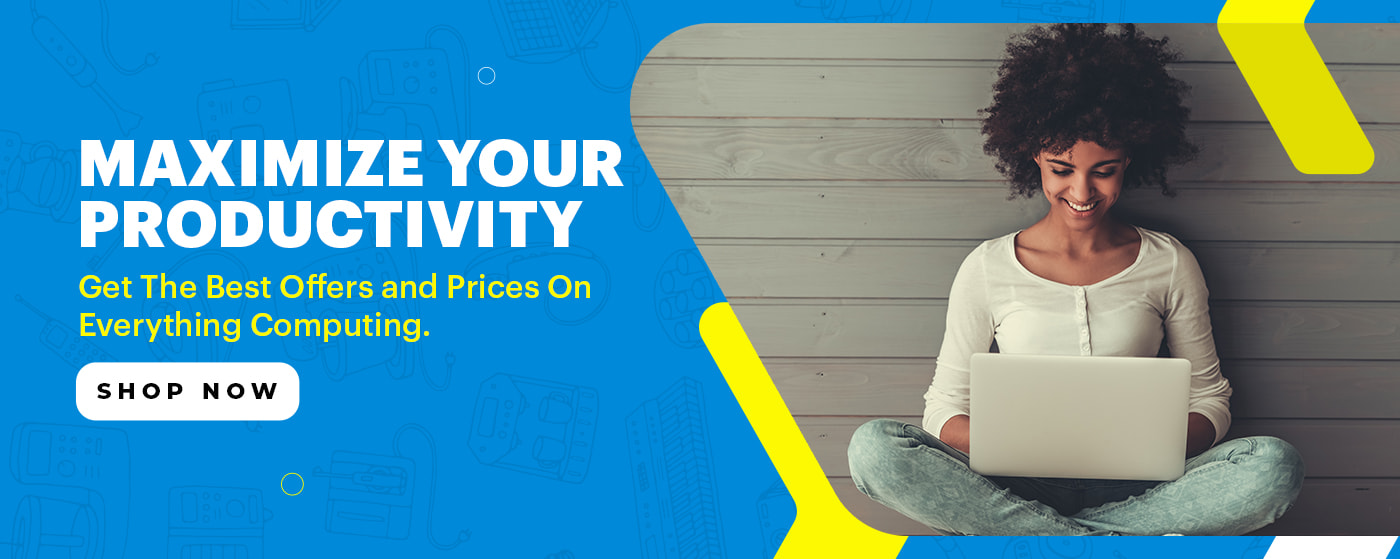 MAXIMIZE YOUR
PRODUCTIVITY
Get The Best Offers and Prices On
Everything Computing.
SHOP NOW